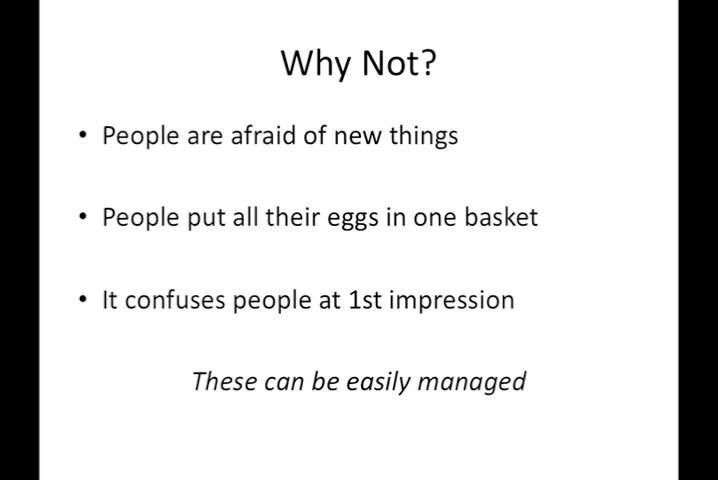 Why Not?
• People are afraid of new things
• People put all their eggs in one basket
• It confuses people at 1st impression
These can be easily managed